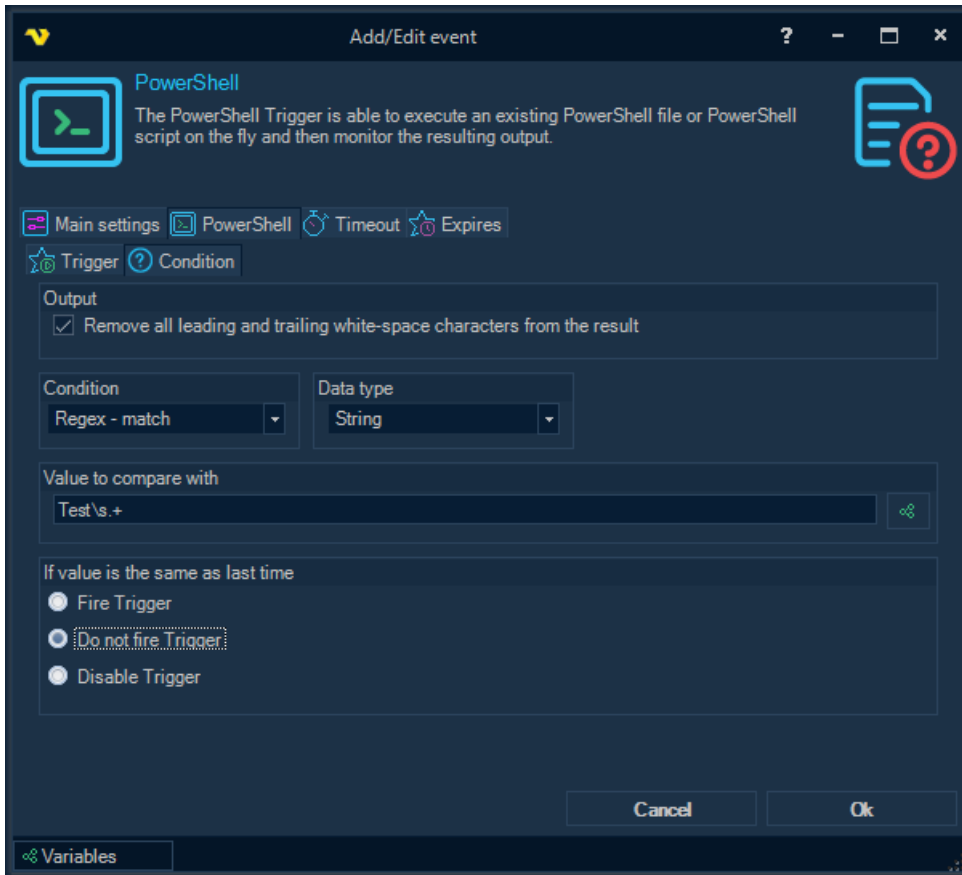 Add/Edit event
PowerShell
The PowerShell Trigger is able to execute an existing PowerShell file or PowerShell
script on the fly and then monitor the resulting output.
Main settings PowerShell Timeout Expires
Trigger Condition
Output
Remove all leading and trailing white-space characters from the result
Condition Data type
Regex - match String
Value to compare with
Test\s.+
If value is the same as last time
Fire Trigger
Do not fire Trigger
Disable Trigger
Cancel Ok
Variables